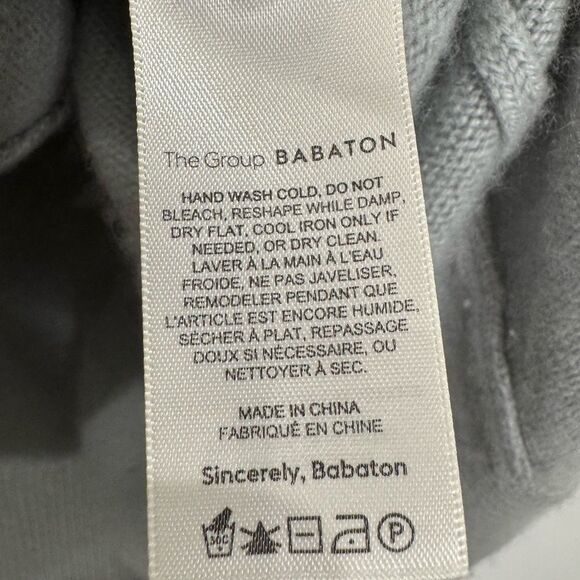 The Group BABATON
HAND WASH COLD, DO NOT
BLEACH, RESHAPE WHILE DAMP,
DRY FLAT, COOL IRON ONLY IF
NEEDED, OR DRY CLEAN.
LAVER À LA MAIN À L'EAU
FROIDE, NE PAS JAVELISER,
REMODELER PENDANT QUE
L'ARTICLE EST ENCORE HUMIDE,
SÉCHER À PLAT, REPASSAGE
DOUX SI NÉCESSAIRE, OU
NETTOYER À SEC.
MADE IN CHINA
FABRIQUÉ EN CHINE
Sincerely, Babaton
30C P